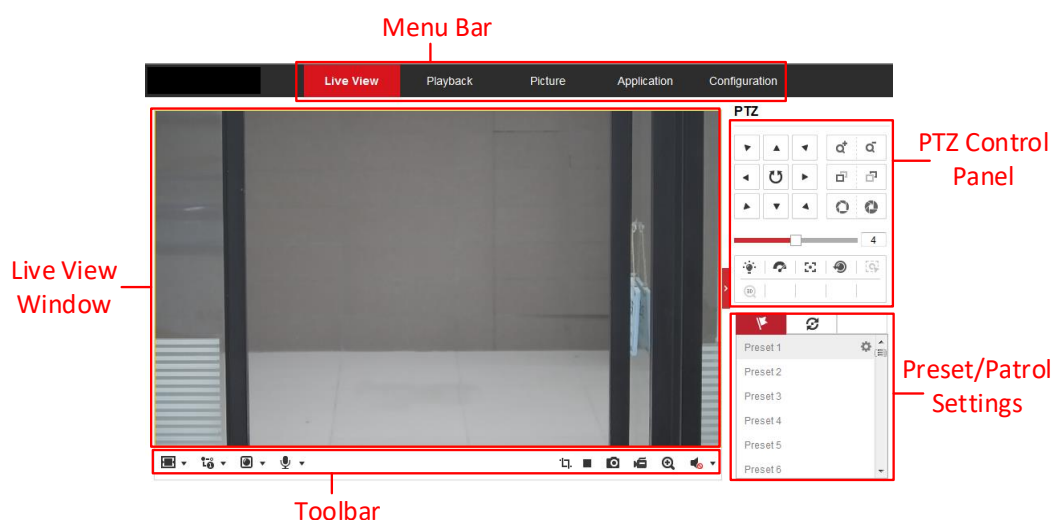 Menu Bar
Live View
Playback
Picture
Application
Configuration
PTZ
PTZ Control
Panel
4
3D
Live View
Window
Preset 1
Preset 2
Preset 3
Preset 4
Preset 5
Preset 6
Preset/Patrol
Settings
Toolbar